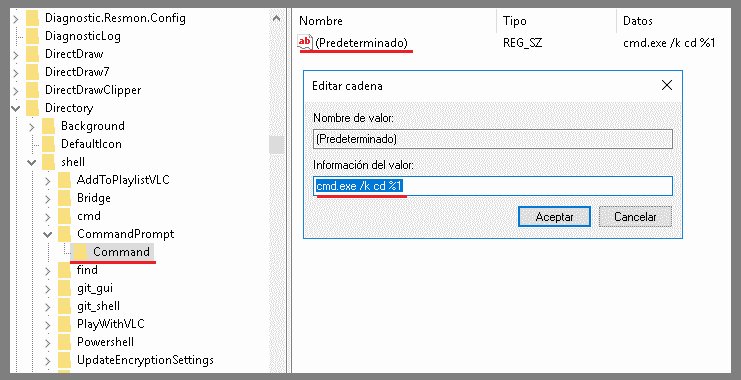 Diagnostic.Resmon.Config
DiagnosticLog
DirectDraw
DirectDraw7
DirectDrawClipper
Directory
Background
DefaultIcon
shell
AddToPlaylistVLC
Bridge
cmd
CommandPrompt
Command
find
git_gui
git_shell
PlayWithVLC
Powershell
UpdateEncryptionSettings
Nombre Tipo Datos
ab (Predeterminado) REG_SZ cmd.exe /k cd %1
Editar cadena
Nombre de valor:
(Predeterminado)
Información del valor:
cmd.exe /k cd %1
Aceptar Cancelar